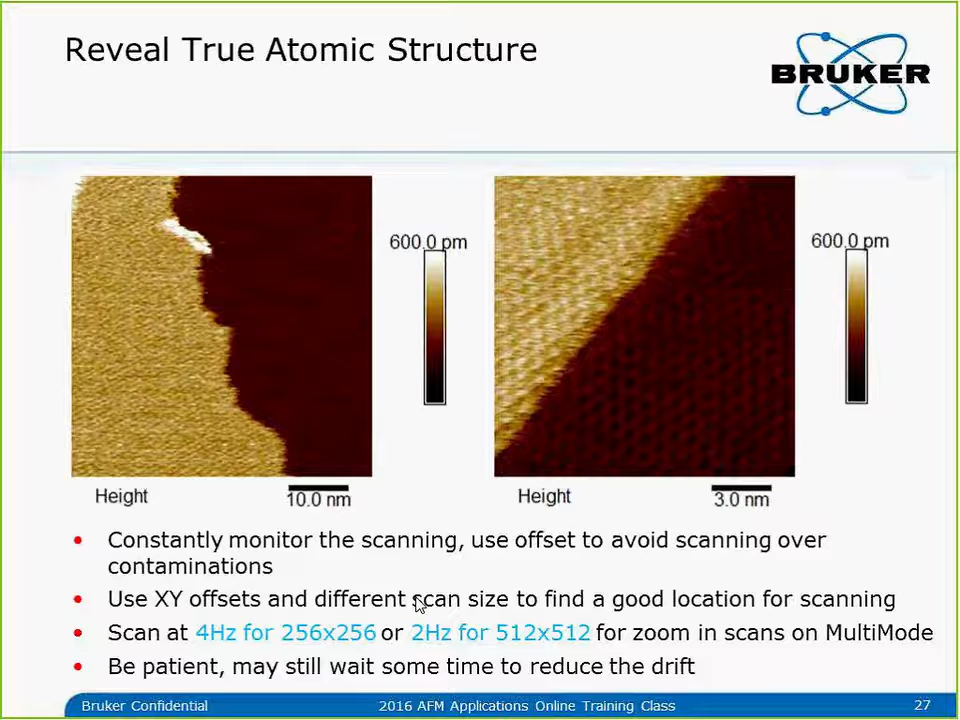 Reveal True Atomic Structure
BRUKER
600.0 pm
600.0 pm
Height
10.0 nm
Height
3.0 nm
• Constantly monitor the scanning, use offset to avoid scanning over
contaminations
• Use XY offsets and different scan size to find a good location for scanning
• Scan at 4Hz for 256x256 or 2Hz for 512x512 for zoom in scans on MultiMode
• Be patient, may still wait some time to reduce the drift
Bruker Confidential
2016 AFM Applications Online Training Class
27